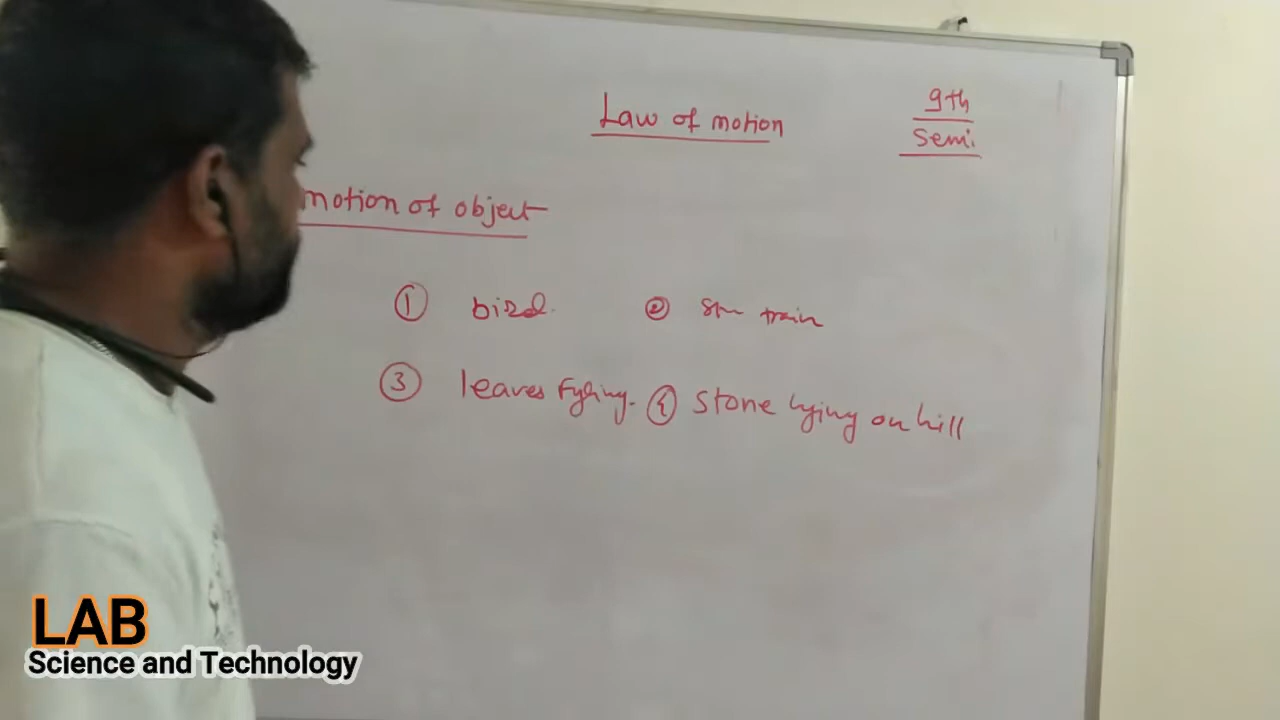 Law of motion
9th
Semi.
motion of object
① bird.
② train
③ leaves Fyling.
④ Stone lying on hill
LAB
Science and Technology